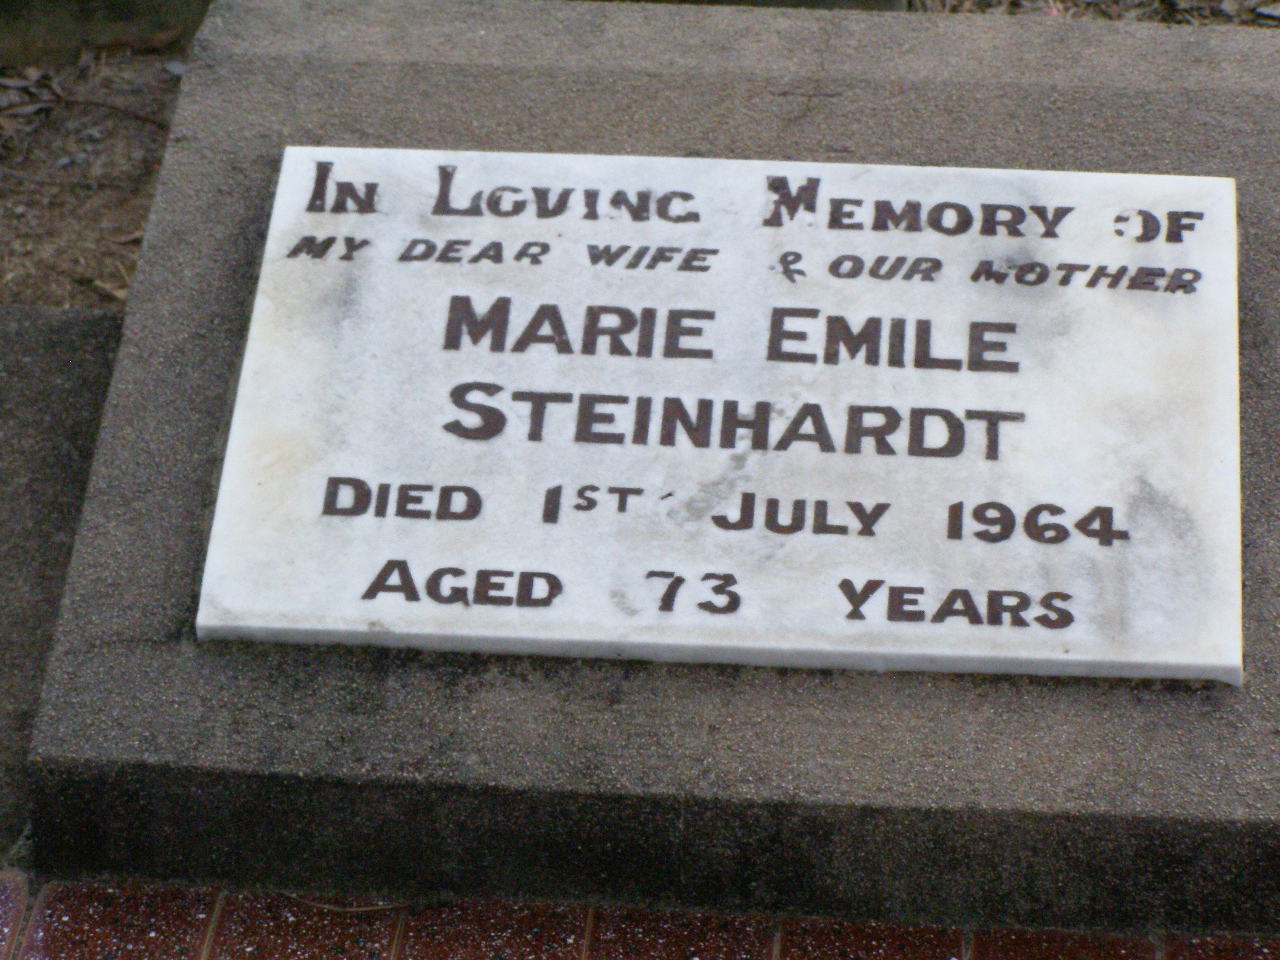 In Loving Memory of
MY DEAR WIFE & OUR MOTHER
MARIE EMILE
STEINHARDT
DIED 1ST JULY 1964
AGED 73 YEARS